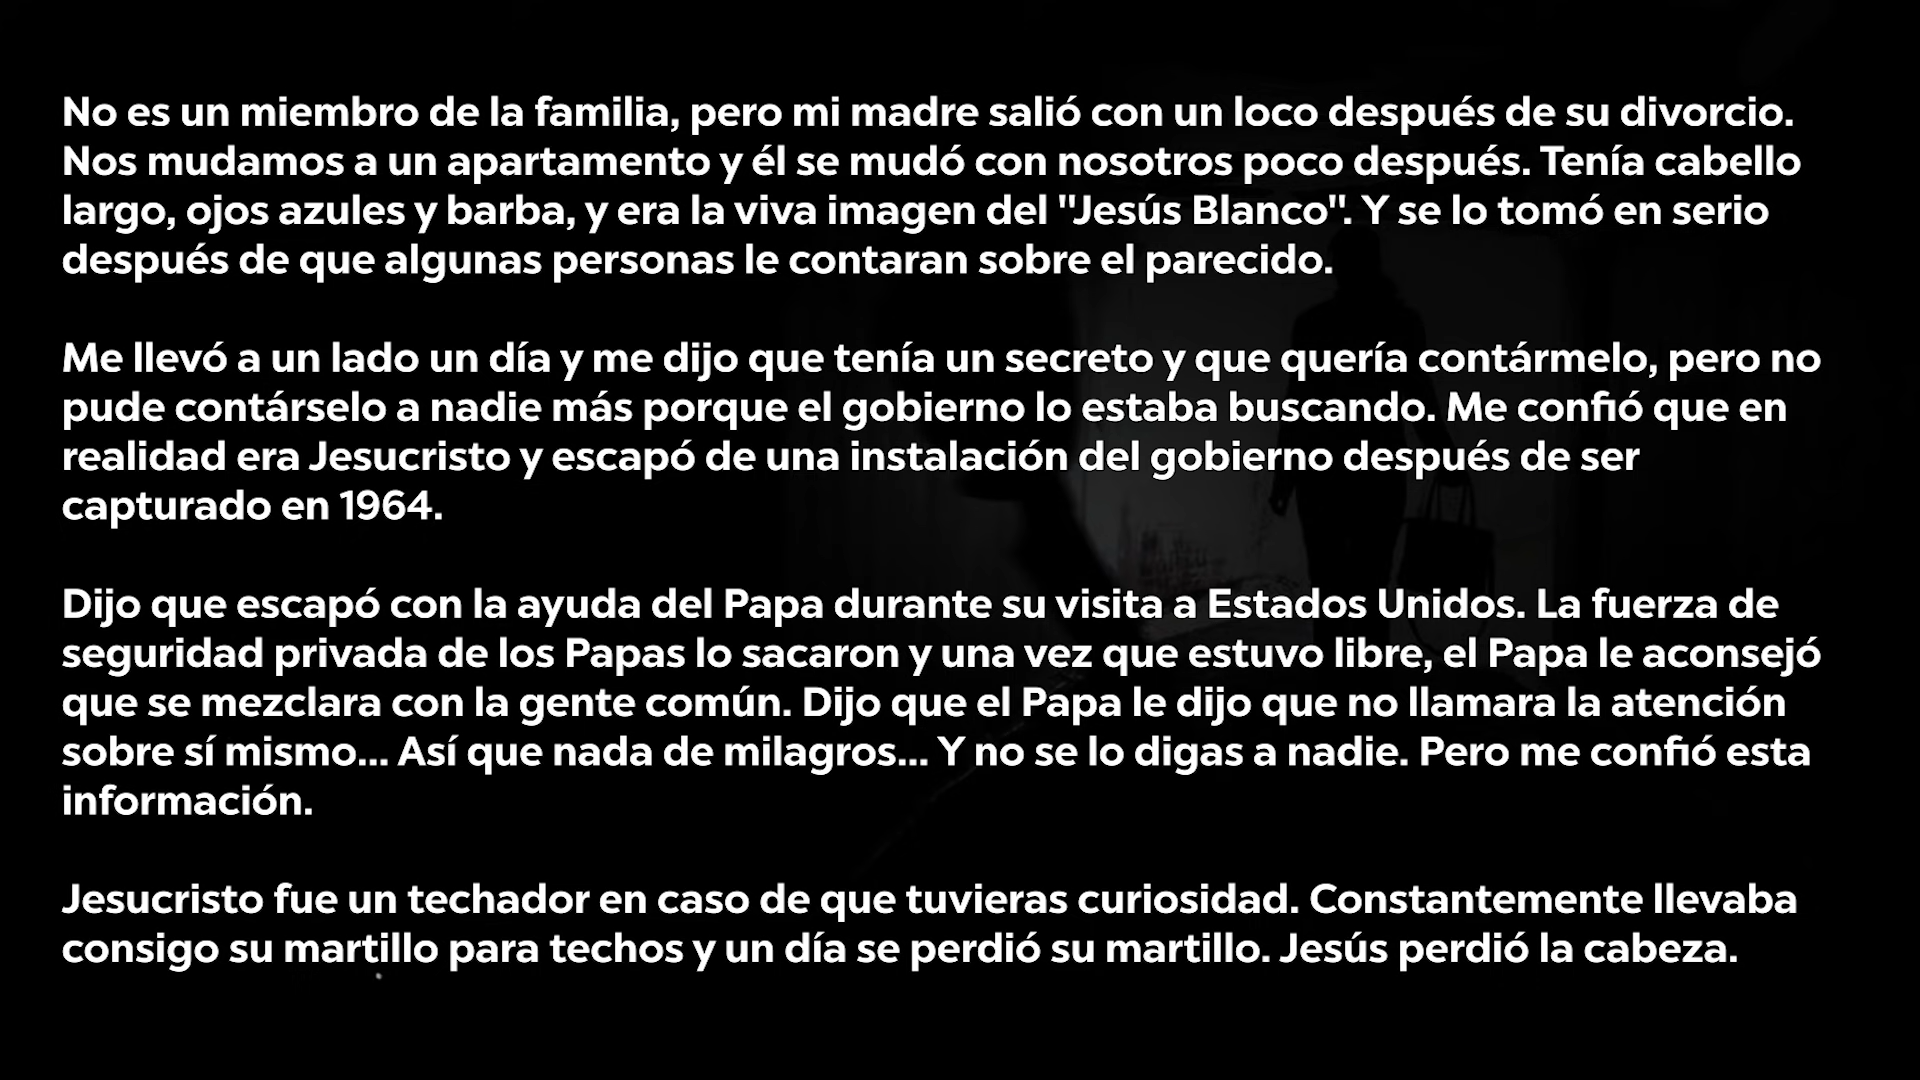 No es un miembro de la familia, pero mi madre salió con un loco después de su divorcio.
Nos mudamos a un apartamento y él se mudó con nosotros poco después. Tenía cabello
largo, ojos azules y barba, y era la viva imagen del "Jesús Blanco". Y se lo tomó en serio
después de que algunas personas le contaran sobre el parecido.
Me llevó a un lado un día y me dijo que tenía un secreto y que quería contármelo, pero no
pude contárselo a nadie más porque el gobierno lo estaba buscando. Me confió que en
realidad era Jesucristo y escapó de una instalación del gobierno después de ser
capturado en 1964.
Dijo que escapó con la ayuda del Papa durante su visita a Estados Unidos. La fuerza de
seguridad privada de los Papas lo sacaron y una vez que estuvo libre, el Papa le aconsejó
que se mezclara con la gente común. Dijo que el Papa le dijo que no llamara la atención
sobre sí mismo... Así que nada de milagros... Y no se lo digas a nadie. Pero me confió esta
información.
Jesucristo fue un techador en caso de que tuvieras curiosidad. Constantemente llevaba
consigo su martillo para techos y un día se perdió su martillo. Jesús perdió la cabeza.